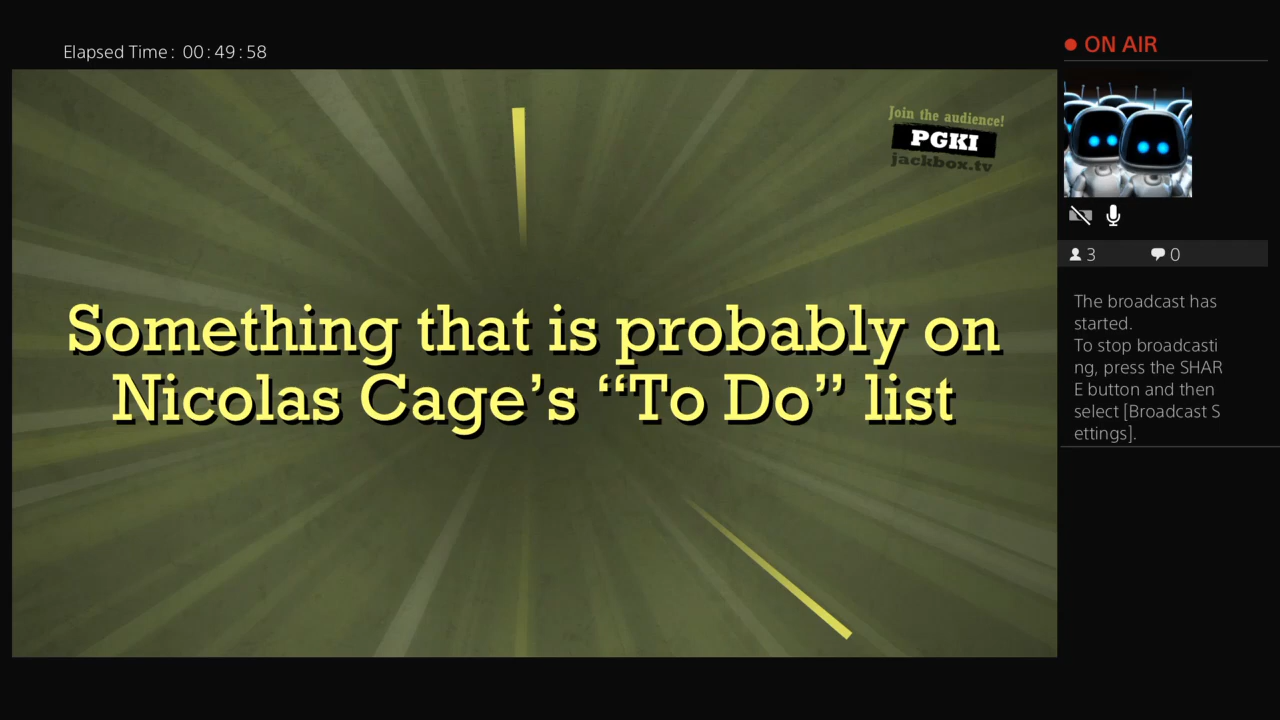 Elapsed Time: 00:49:58
ON AIR
Join the audience!
PGKI
jackbox.tv
3
0
Something that is probably on
Nicolas Cage’s “To Do” list
The broadcast has
started.
To stop broadcasti
ng, press the SHAR
E button and then
select [Broadcast S
ettings].